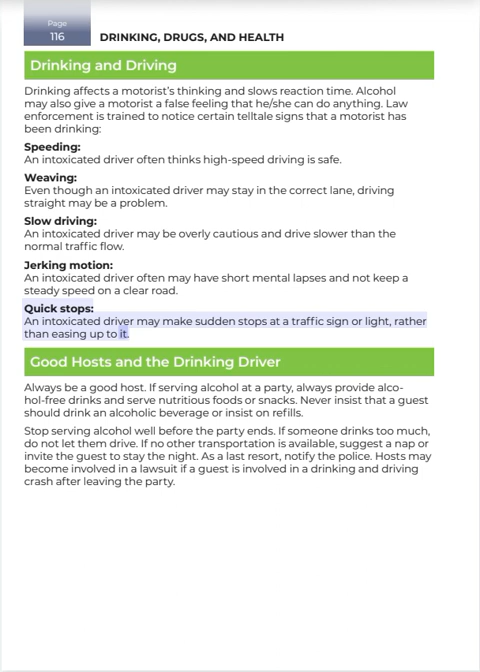 Page
116
DRINKING, DRUGS, AND HEALTH
Drinking and Driving
Drinking affects a motorist's thinking and slows reaction time. Alcohol
may also give a motorist a false feeling that he/she can do anything. Law
enforcement is trained to notice certain telltale signs that a motorist has
been drinking:
Speeding:
An intoxicated driver often thinks high-speed driving is safe.
Weaving:
Even though an intoxicated driver may stay in the correct lane, driving
straight may be a problem.
Slow driving:
An intoxicated driver may be overly cautious and drive slower than the
normal traffic flow.
Jerking motion:
An intoxicated driver often may have short mental lapses and not keep a
steady speed on a clear road.
Quick stops:
An intoxicated driver may make sudden stops at a traffic sign or light, rather
than easing up to it.
Good Hosts and the Drinking Driver
Always be a good host. If serving alcohol at a party, always provide alco-
hol-free drinks and serve nutritious foods or snacks. Never insist that a guest
should drink an alcoholic beverage or insist on refills.
Stop serving alcohol well before the party ends. If someone drinks too much,
do not let them drive. If no other transportation is available, suggest a nap or
invite the guest to stay the night. As a last resort, notify the police. Hosts may
become involved in a lawsuit if a guest is involved in a drinking and driving
crash after leaving the party.